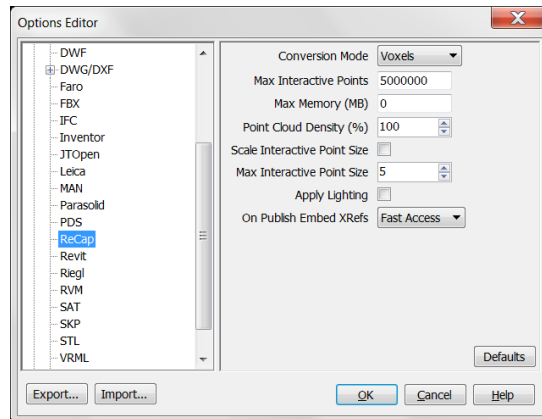 Options Editor
DWF
DWG/DXF
Faro
FBX
IFC
Inventor
JTOpen
Leica
MAN
Parasolid
PDS
ReCap
Revit
Riegl
RVM
SAT
SKP
STL
VRML
Conversion Mode Voxels
Max Interactive Points 5000000
Max Memory (MB) 0
Point Cloud Density (%) 100
Scale Interactive Point Size
Max Interactive Point Size 5
Apply Lighting
On Publish Embed XRefs Fast Access
Defaults
Export... Import... OK Cancel Help